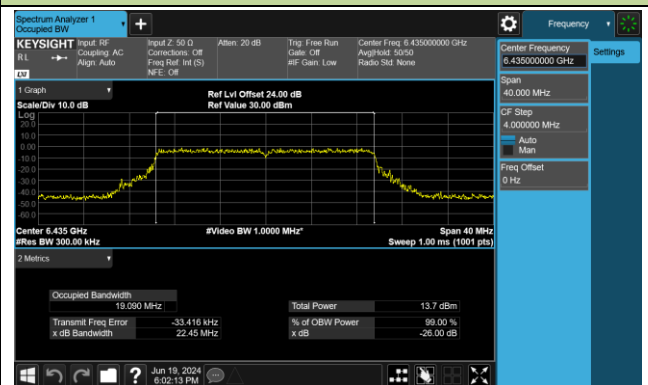 Spectrum Analyzer 1
Occupied BW
Frequency
KEYSIGHT
Input: RF
Input Z: 50 Ω
Atten: 20 dB
Trig: Free Run
Center Freq: 6.435000000 GHz
RL
Coupling: AC
Corrections: Off
Gate: Off
Avg|Hold: 50/50
Align: Auto
Freq Ref: Int (S)
#IF Gain: Low
Radio Std: None
NFE: Off
LXI
Center Frequency
6.435000000 GHz
Settings
Span
40.000 MHz
CF Step
4.000000 MHz
Auto
Man
Freq Offset
0 Hz
1 Graph
Ref Lvl Offset 24.00 dB
Scale/Div 10.0 dB
Ref Value 30.00 dBm
Log
20.0
10.0
0.00
-10.0
-20.0
-30.0
-40.0
-50.0
-60.0
Center 6.435 GHz
#Video BW 1.0000 MHz*
Span 40 MHz
#Res BW 300.00 kHz
Sweep 1.00 ms (1001 pts)
2 Metrics
Occupied Bandwidth
19.090 MHz
Total Power
13.7 dBm
Transmit Freq Error
-33.416 kHz
% of OBW Power
99.00 %
x dB Bandwidth
22.45 MHz
x dB
-26.00 dB
Jun 19, 2024
6:02:13 PM